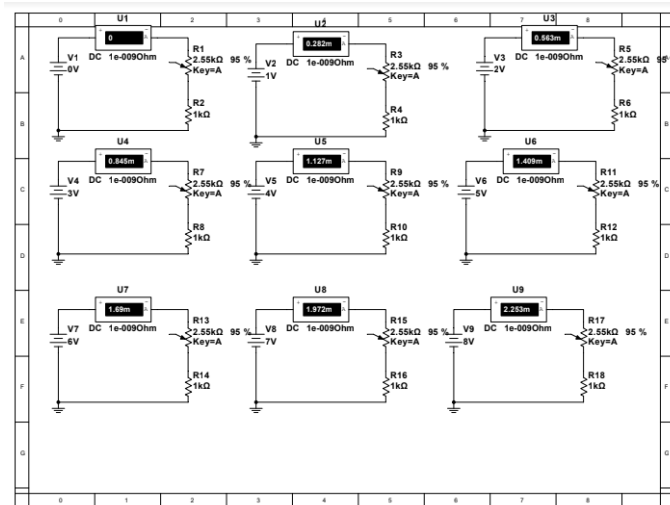 0 1 2 3 4 5 6 7 8
A
B
C
D
E
F
G
U1
0
A
DC 1e-009Ohm
V1
0V
R1
2.55kΩ 95 %
Key=A
R2
1kΩ
U2
0.282m
A
DC 1e-009Ohm
V2
1V
R3
2.55kΩ 95 %
Key=A
R4
1kΩ
U3
0.563m
A
DC 1e-009Ohm
V3
2V
R5
2.55kΩ 95 %
Key=A
R6
1kΩ
U4
0.845m
A
DC 1e-009Ohm
V4
3V
R7
2.55kΩ 95 %
Key=A
R8
1kΩ
U5
1.127m
A
DC 1e-009Ohm
V5
4V
R9
2.55kΩ 95 %
Key=A
R10
1kΩ
U6
1.409m
A
DC 1e-009Ohm
V6
5V
R11
2.55kΩ 95 %
Key=A
R12
1kΩ
U7
1.69m
A
DC 1e-009Ohm
V7
6V
R13
2.55kΩ 95 %
Key=A
R14
1kΩ
U8
1.972m
A
DC 1e-009Ohm
V8
7V
R15
2.55kΩ 95 %
Key=A
R16
1kΩ
U9
2.253m
A
DC 1e-009Ohm
V9
8V
R17
2.55kΩ 95 %
Key=A
R18
1kΩ
0 1 2 3 4 5 6 7 8